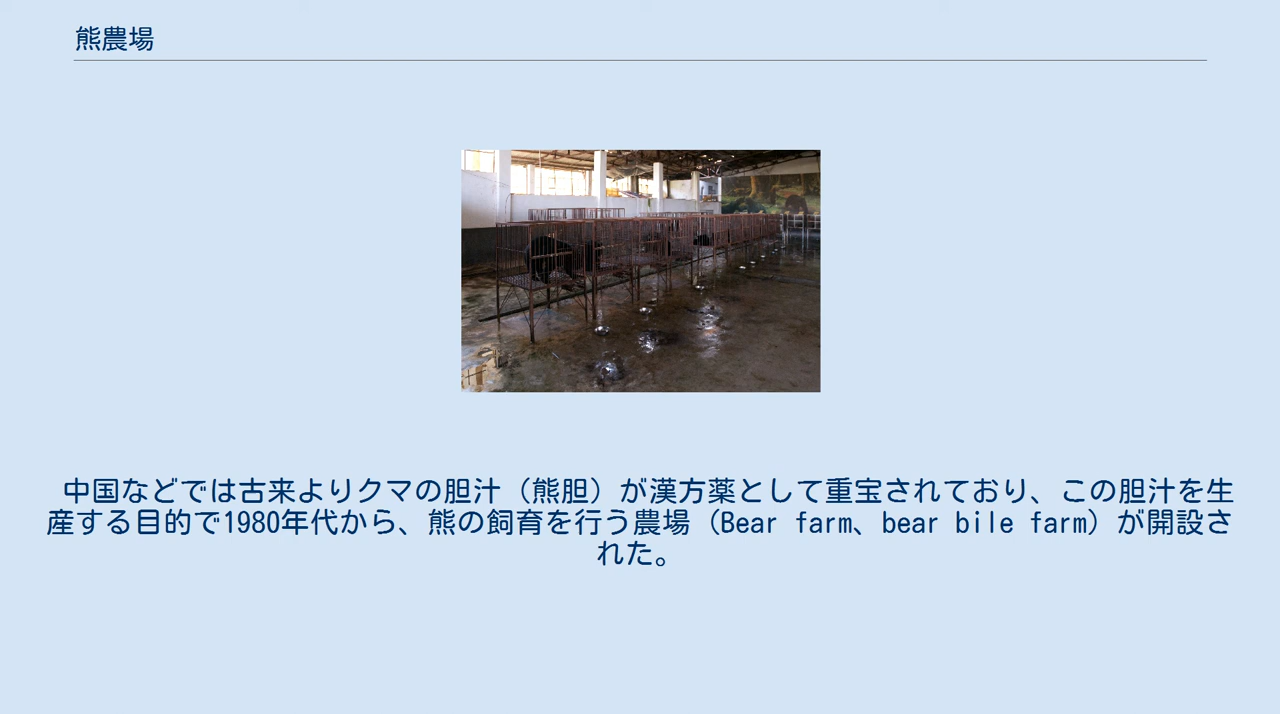 熊農場
中国などでは古来よりクマの胆汁（熊胆）が漢方薬として重宝されており、この胆汁を生
産する目的で1980年代から、熊の飼育を行う農場（Bear farm、bear bile farm）が開設さ
れた。